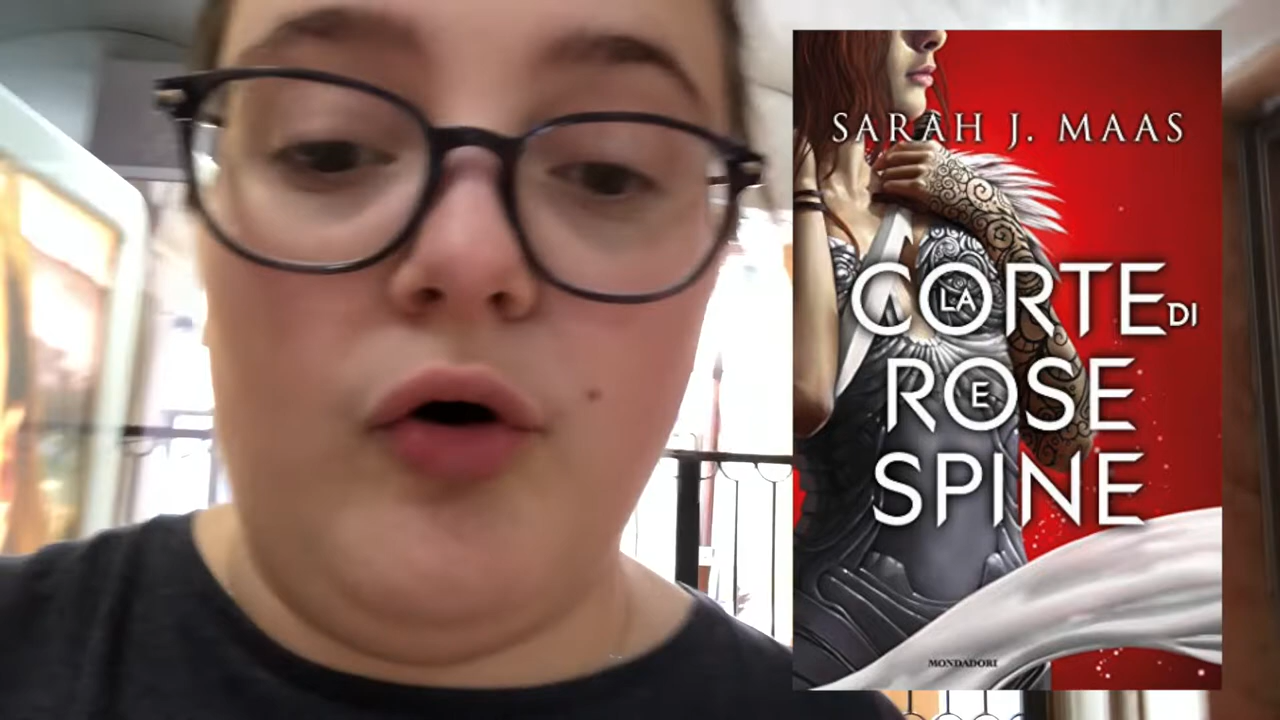 SARAH J. MAAS
LA CORTE DI
ROSE E
SPINE
MONDADORI